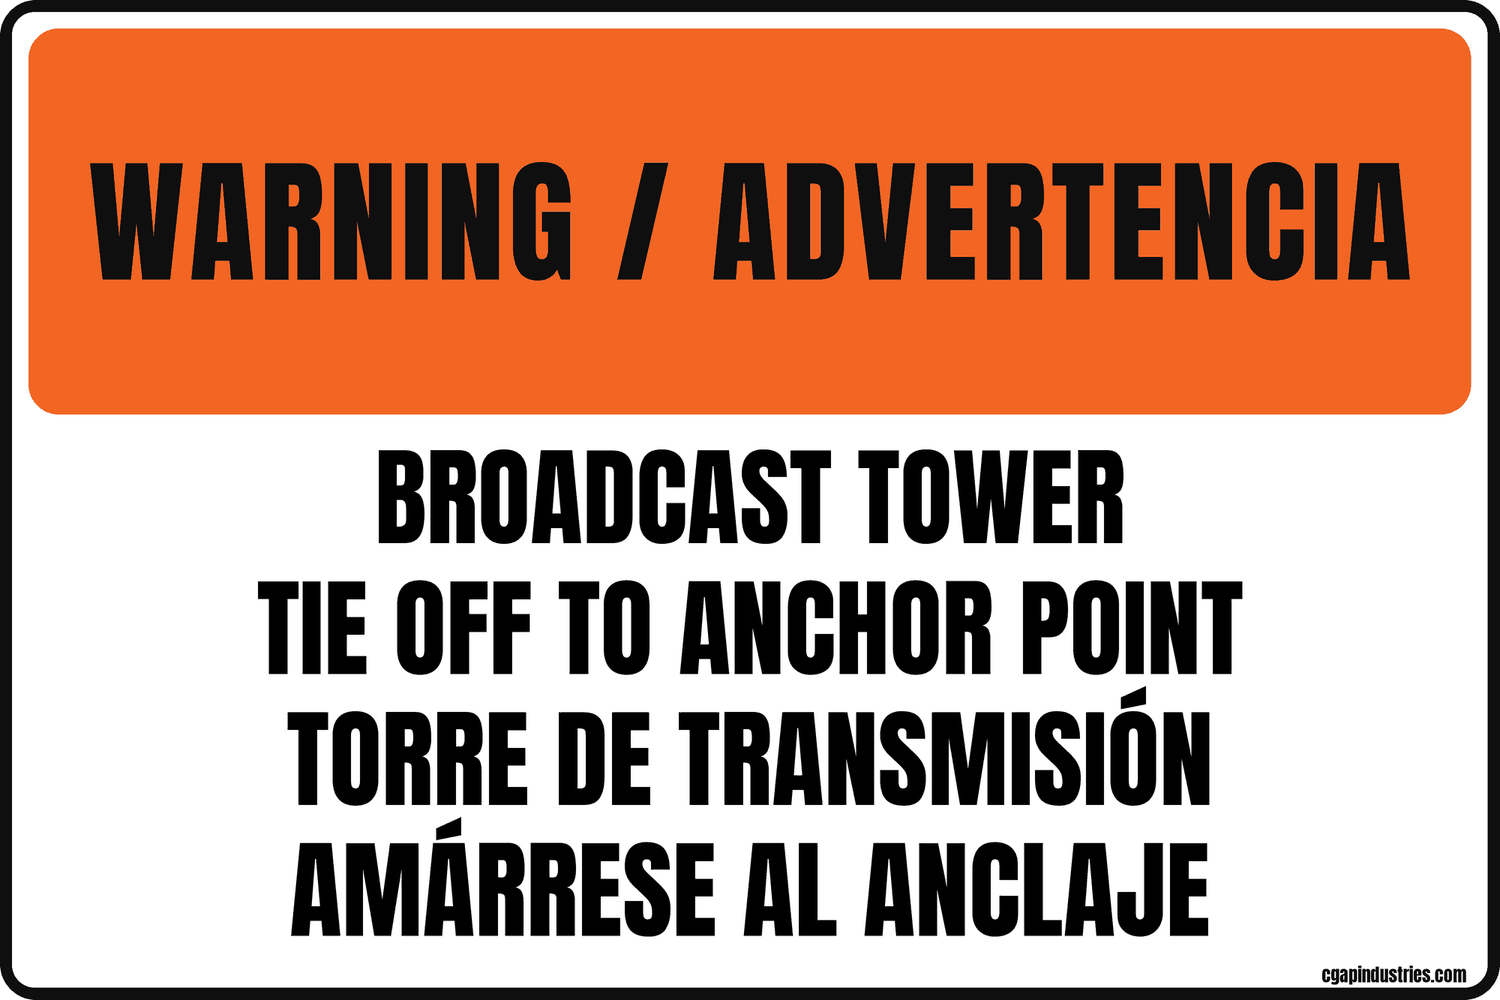 WARNING / ADVERTENCIA
BROADCAST TOWER
TIE OFF TO ANCHOR POINT
TORRE DE TRANSMISIÓN
AMÁRRESE AL ANCLAJE
cgapindustries.com